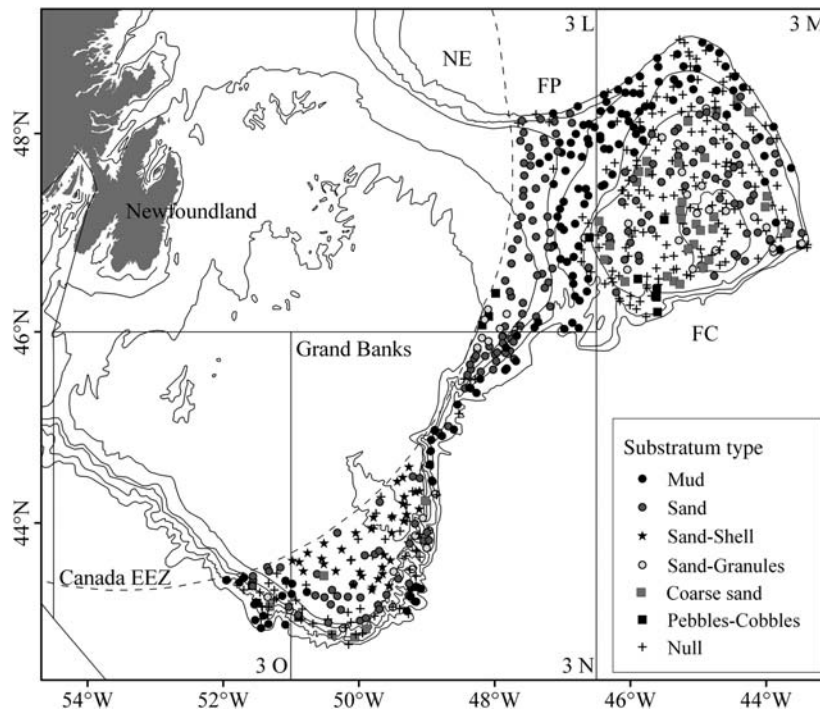 3 L
3 M
NE
FP
48°N
Newfoundland
46°N
Grand Banks
FC
Substratum type
Mud
Sand
Sand-Shell
Sand-Granules
Coarse sand
Pebbles-Cobbles
Null
44°N
Canada EEZ
3 O
3 N
54°W
52°W
50°W
48°W
46°W
44°W